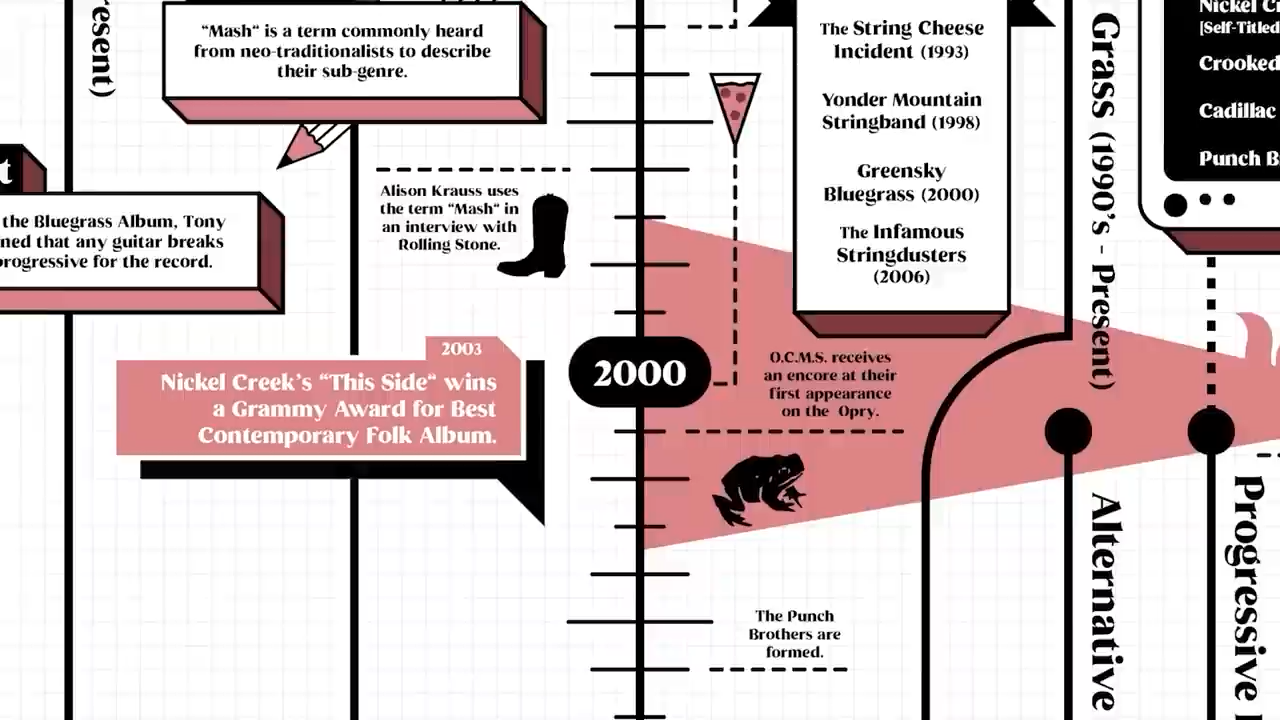 esent)
"Mash" is a term commonly heard
from neo-traditionalists to describe
their sub-genre.
t
the Bluegrass Album, Tony
ned that any guitar breaks
rogressive for the record.
Alison Krauss uses
the term "Mash" in
an interview with
Rolling Stone.
2003
Nickel Creek's "This Side" wins
a Grammy Award for Best
Contemporary Folk Album.
2000
The String Cheese
Incident (1993)
Yonder Mountain
Stringband (1998)
Greensky
Bluegrass (2000)
The Infamous
Stringdusters
(2006)
O.C.M.S. receives
an encore at their
first appearance
on the Opry.
The Punch
Brothers are
formed.
Grass (1990's - Present)
Alternative
Nickel Cr
[Self-Titled
Crooked
Cadillac
Punch B
Progressive